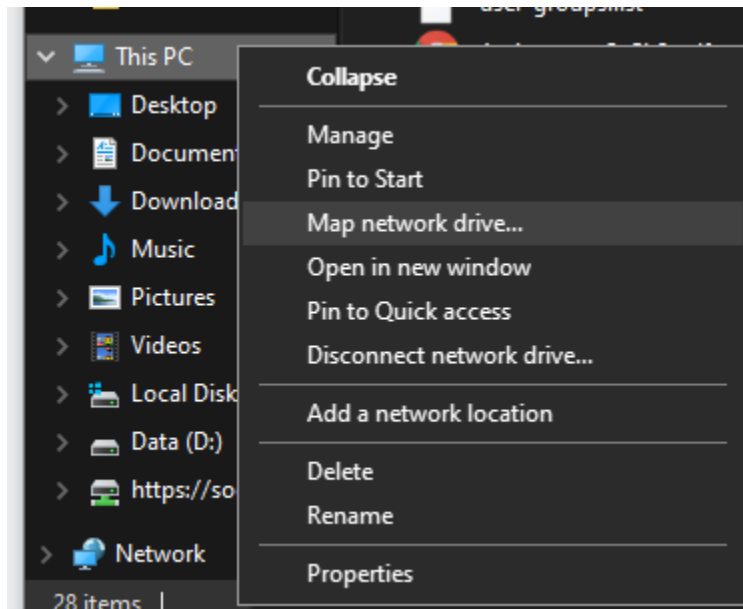 This PC
Desktop
Documen
Download
Music
Pictures
Videos
Local Disk
Data (D:)
https://so
Network
28 items
Collapse
Manage
Pin to Start
Map network drive...
Open in new window
Pin to Quick access
Disconnect network drive...
Add a network location
Delete
Rename
Properties